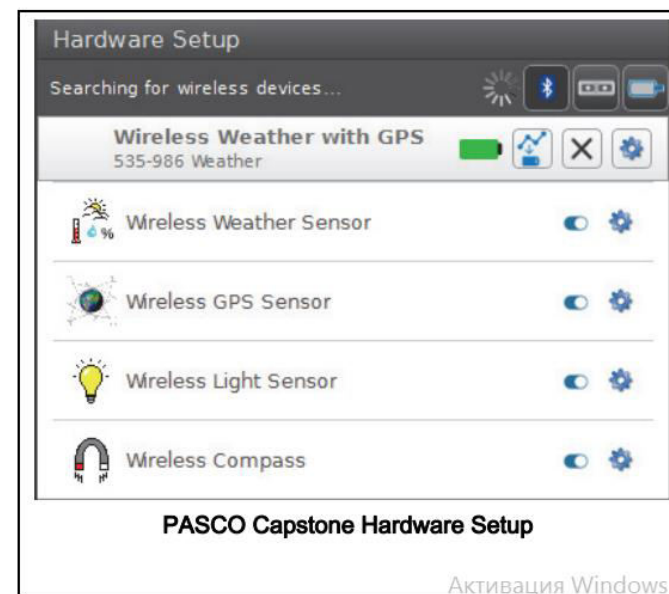 Hardware Setup
Searching for wireless devices...
Wireless Weather with GPS
535-986 Weather
%
Wireless Weather Sensor
Wireless GPS Sensor
Wireless Light Sensor
Wireless Compass
PASCO Capstone Hardware Setup
Активация Windows